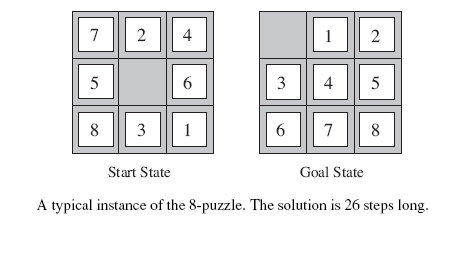 7 2 4 1 2
5 6 3 4 5
8 3 1 6 7 8
Start State Goal State
A typical instance of the 8-puzzle. The solution is 26 steps long.